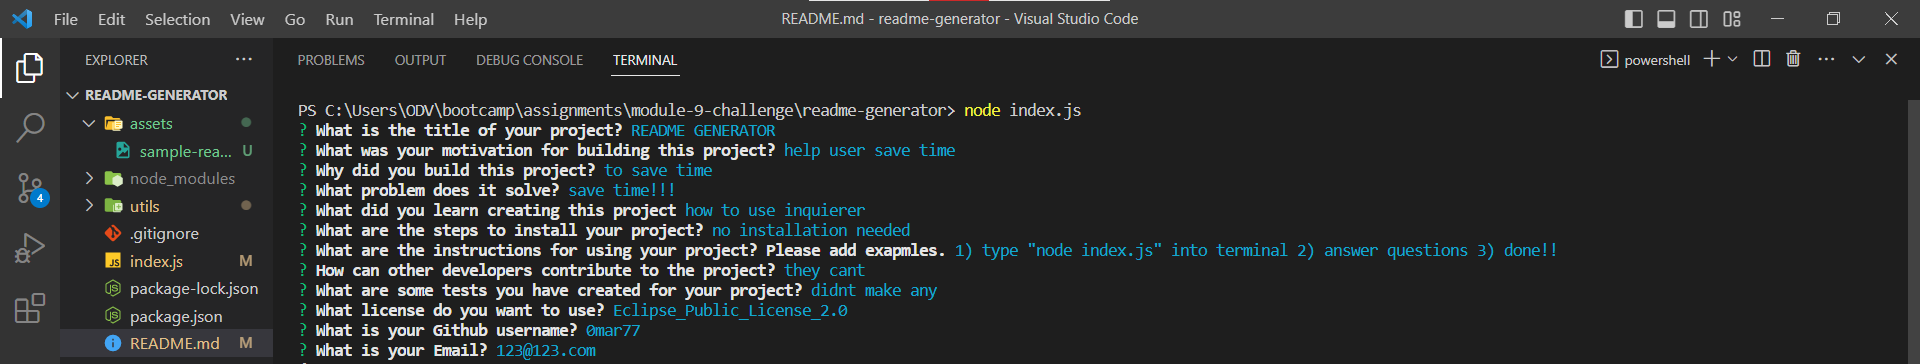 File Edit Selection View Go Run Terminal Help
README.md - readme-generator - Visual Studio Code
EXPLORER ···
README-GENERATOR
assets
sample-rea... U
node_modules
utils
.gitignore
index.js M
package-lock.json
package.json
README.md M
4
PROBLEMS OUTPUT DEBUG CONSOLE TERMINAL
powershell
PS C:\Users\ODV\bootcamp\assignments\module-9-challenge\readme-generator> node index.js
? What is the title of your project? README GENERATOR
? What was your motivation for building this project? help user save time
? Why did you build this project? to save time
? What problem does it solve? save time!!!
? What did you learn creating this project how to use inquierer
? What are the steps to install your project? no installation needed
? What are the instructions for using your project? Please add exapmles. 1) type "node index.js" into terminal 2) answer questions 3) done!!
? How can other developers contribute to the project? they cant
? What are some tests you have created for your project? didnt make any
? What license do you want to use? Eclipse_Public_License_2.0
? What is your Github username? 0mar77
? What is your Email? 123@123.com